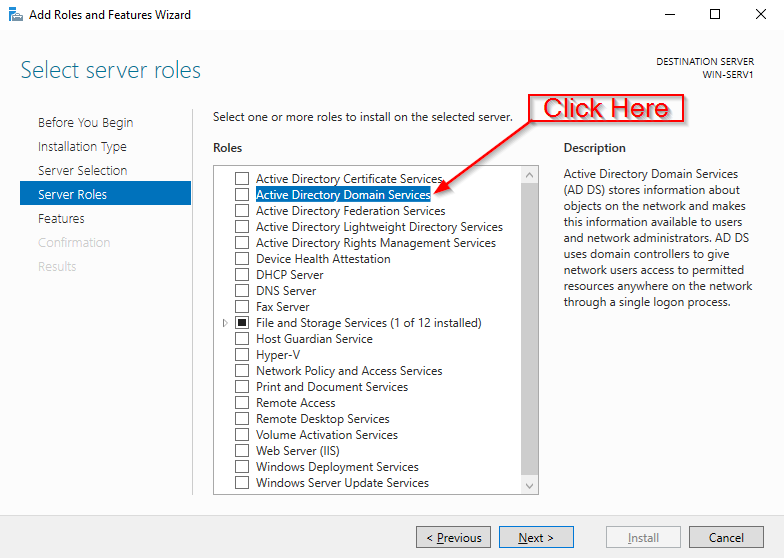 Add Roles and Features Wizard
Select server roles
DESTINATION SERVER
WIN-SERV1
Before You Begin
Installation Type
Server Selection
Server Roles
Features
Confirmation
Results
Select one or more roles to install on the selected server.
Click Here
Roles
Active Directory Certificate Services
Active Directory Domain Services
Active Directory Federation Services
Active Directory Lightweight Directory Services
Active Directory Rights Management Services
Device Health Attestation
DHCP Server
DNS Server
Fax Server
File and Storage Services (1 of 12 installed)
Host Guardian Service
Hyper-V
Network Policy and Access Services
Print and Document Services
Remote Access
Remote Desktop Services
Volume Activation Services
Web Server (IIS)
Windows Deployment Services
Windows Server Update Services
Description
Active Directory Domain Services
(AD DS) stores information about
objects on the network and makes
this information available to users
and network administrators. AD DS
uses domain controllers to give
network users access to permitted
resources anywhere on the network
through a single logon process.
< Previous
Next >
Install
Cancel